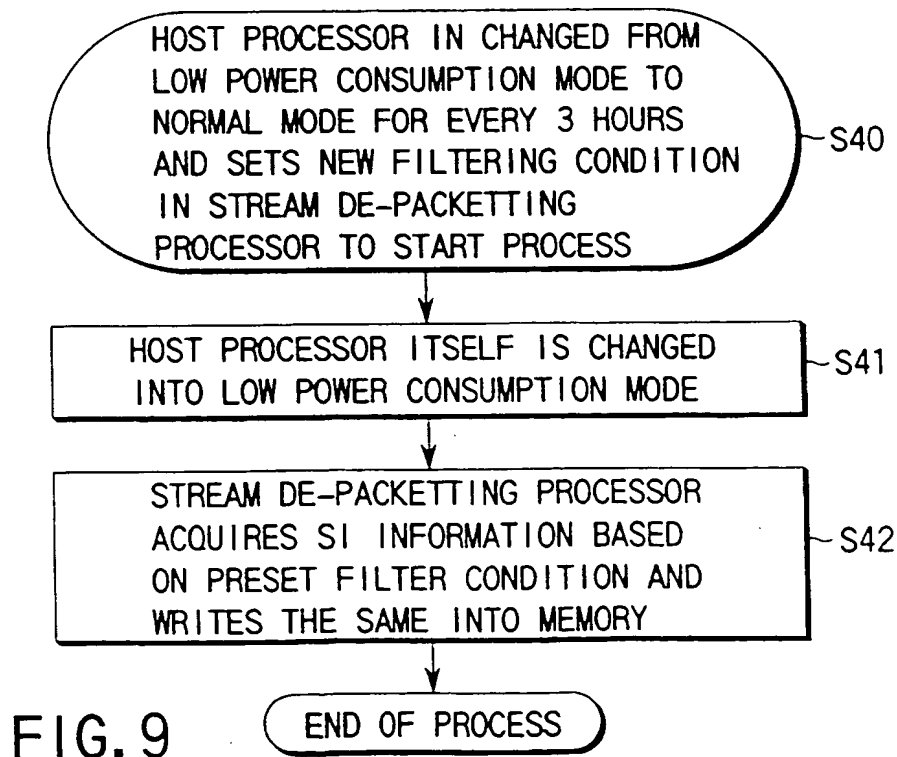 HOST PROCESSOR IN CHANGED FROM
LOW POWER CONSUMPTION MODE TO
NORMAL MODE FOR EVERY 3 HOURS
AND SETS NEW FILTERING CONDITION
IN STREAM DE-PACKETTING
PROCESSOR TO START PROCESS
S40
HOST PROCESSOR ITSELF IS CHANGED
INTO LOW POWER CONSUMPTION MODE
S41
STREAM DE-PACKETTING PROCESSOR
ACQUIRES SI INFORMATION BASED
ON PRESET FILTER CONDITION AND
WRITES THE SAME INTO MEMORY
S42
END OF PROCESS
FIG. 9